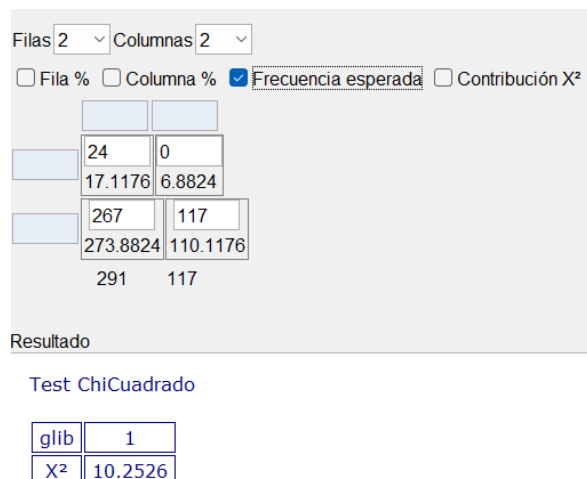 Filas 2 Columnas 2
Fila % Columna % Frecuencia esperada Contribución X²
24 0
17.1176 6.8824
267 117
273.8824 110.1176
291 117
Resultado
Test ChiCuadrado
glib 1
X² 10.2526